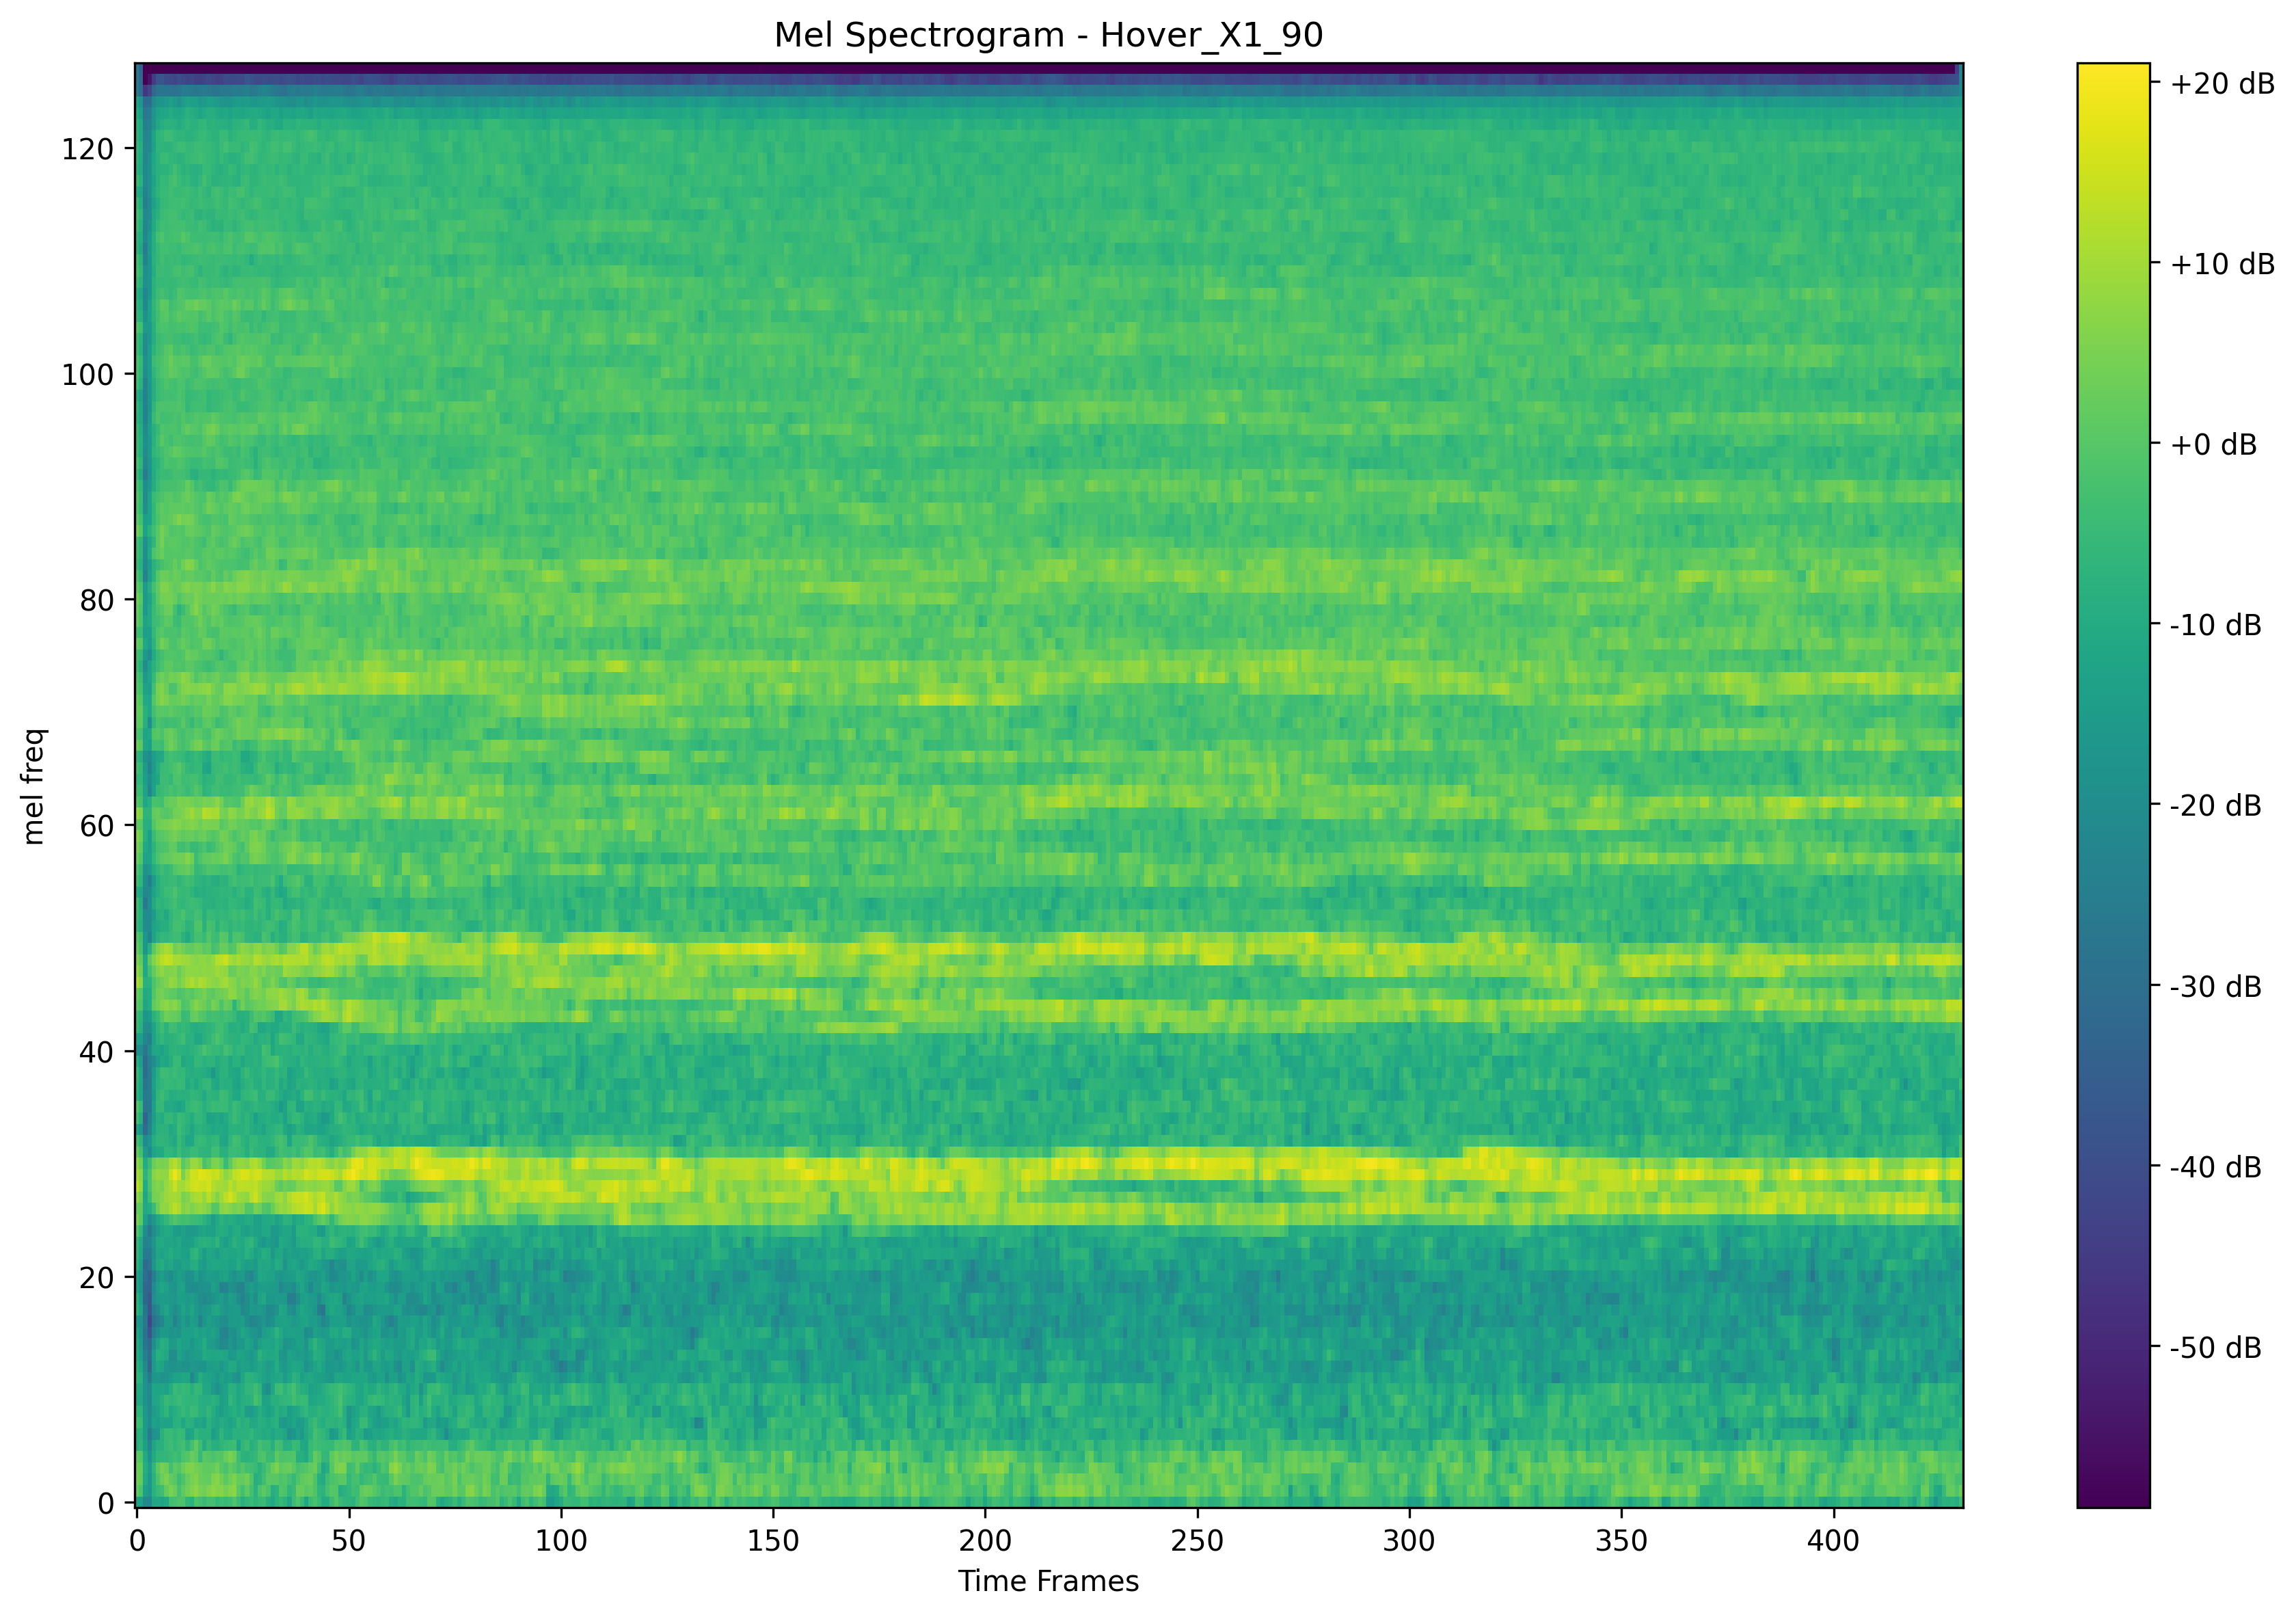 Mel Spectrogram - Hover_X1_90
mel freq
120
100
80
60
40
20
0
0 50 100 150 200 250 300 350 400
Time Frames
+20 dB
+10 dB
+0 dB
-10 dB
-20 dB
-30 dB
-40 dB
-50 dB